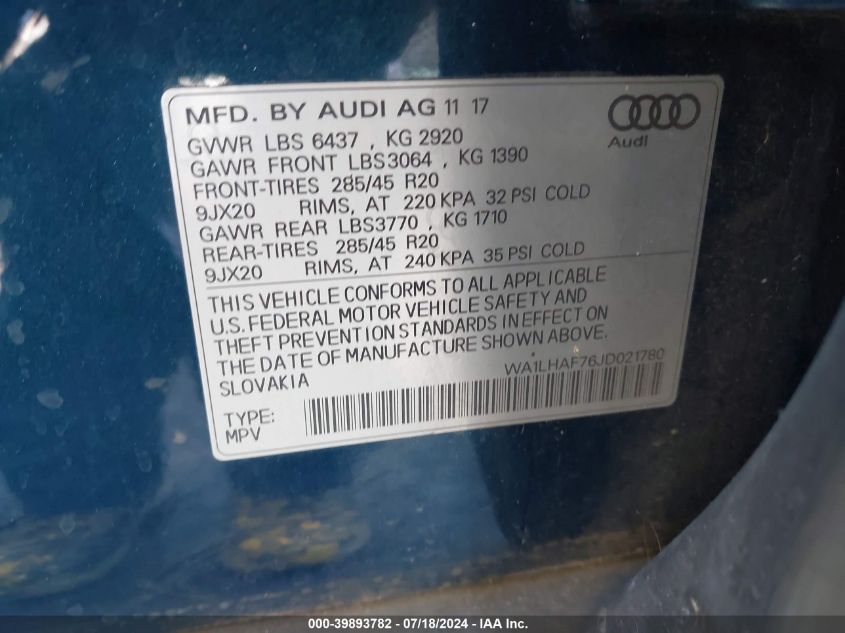 MFD. BY AUDI AG 11 17
Audi
GVWR LBS 6437 , KG 2920
GAWR FRONT LBS3064 , KG 1390
FRONT-TIRES 285/45 R20
9JX20 RIMS, AT 220 KPA 32 PSI COLD
GAWR REAR LBS3770 , KG 1710
REAR-TIRES 285/45 R20
9JX20 RIMS, AT 240 KPA 35 PSI COLD
THIS VEHICLE CONFORMS TO ALL APPLICABLE
U.S. FEDERAL MOTOR VEHICLE SAFETY AND
THEFT PREVENTION STANDARDS IN EFFECT ON
THE DATE OF MANUFACTURE SHOWN ABOVE.
SLOVAKIA
WA1LHAF76JD021780
TYPE:
MPV
000-39893782 - 07/18/2024 - IAA Inc.